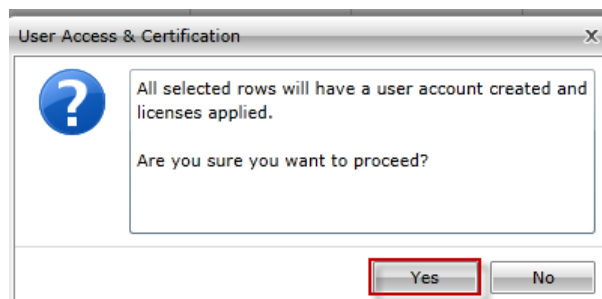 User Access & Certification
x
?
All selected rows will have a user account created and
licenses applied.
Are you sure you want to proceed?
Yes
No